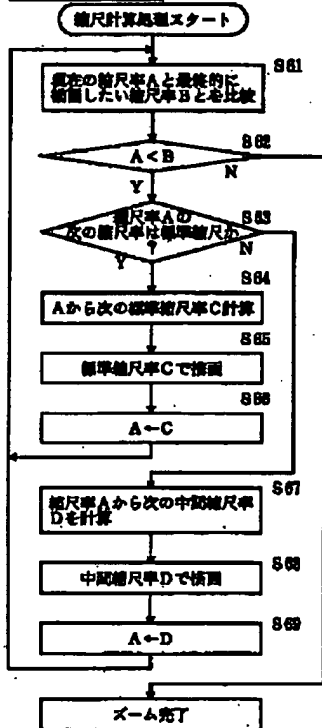 縮尺計算処理スタート
S61
現在の縮尺率Aと最終的に
描画したい縮尺率Bとを比較
S62
A<B
N
Y
S63
縮尺率Aの
次の縮尺率は標準縮尺か
?
N
Y
S64
Aから次の標準縮尺率C計算
S65
標準縮尺率Cで描画
S66
A←C
S67
縮尺率Aから次の中間縮尺率
Dを計算
S68
中間縮尺率Dで描画
S69
A←D
ズーム完了